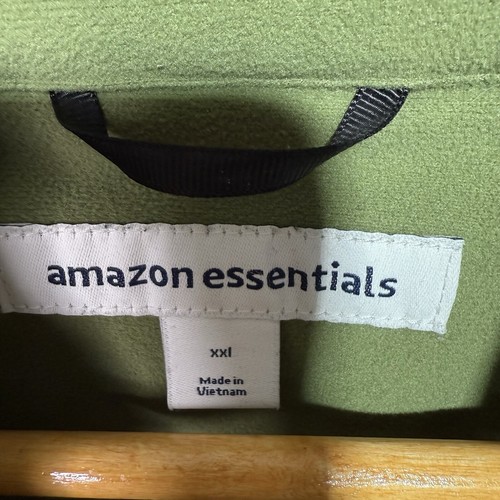 amazon essentials
xxl
Made in
Vietnam